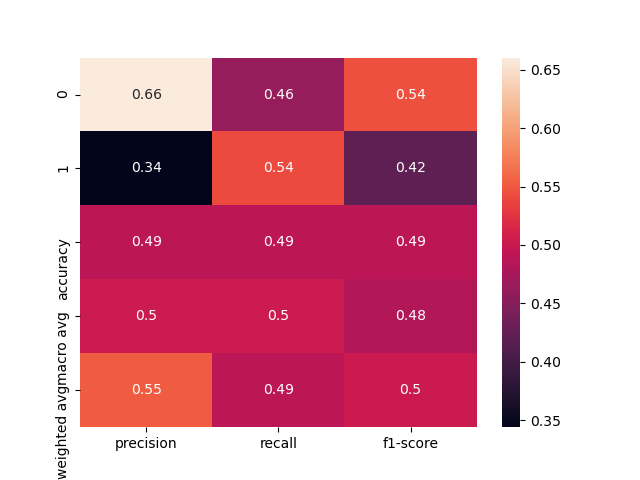 0 0.66 0.46 0.54
1 0.34 0.54 0.42
accuracy 0.49 0.49 0.49
macro avg 0.5 0.5 0.48
weighted avg 0.55 0.49 0.5
precision recall f1-score
0.65
0.60
0.55
0.50
0.45
0.40
0.35